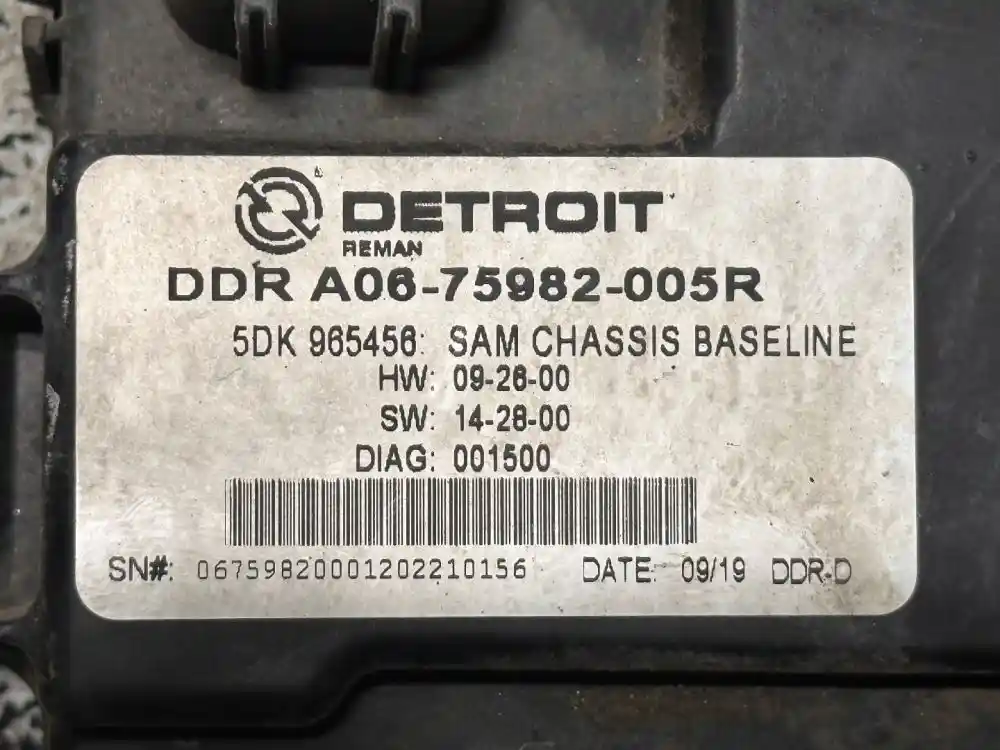 DETROIT
REMAN
DDR A06-75982-005R
5DK 965456: SAM CHASSIS BASELINE
HW: 09-26-00
SW: 14-28-00
DIAG: 001500
SN#: 06759820001202210156 DATE: 09/19 DDR-D